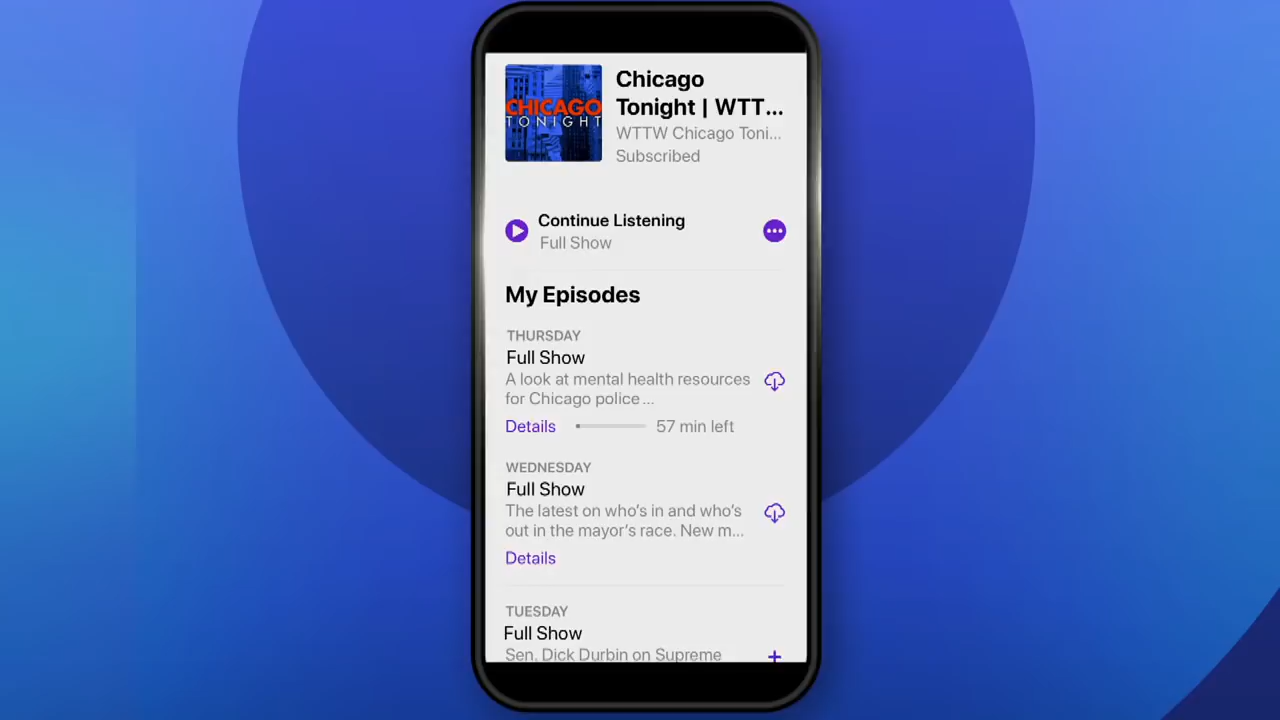 CHICAGO
TONIGHT
Chicago
Tonight | WTT...
WTTW Chicago Toni...
Subscribed
Continue Listening
Full Show
My Episodes
THURSDAY
Full Show
A look at mental health resources
for Chicago police ...
Details
57 min left
WEDNESDAY
Full Show
The latest on who's in and who's
out in the mayor's race. New m...
Details
TUESDAY
Full Show
Sen. Dick Durbin on Supreme